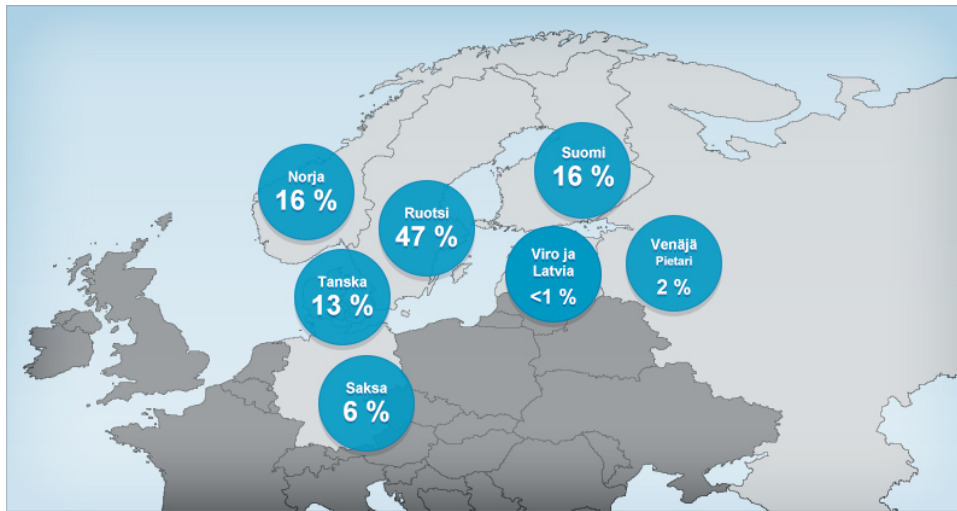 Suomi
16 %
Norja
16 %
Ruotsi
47 %
Viro ja
Latvia
<1 %
Venäjä
Pietari
2 %
Tanska
13 %
Saksa
6 %